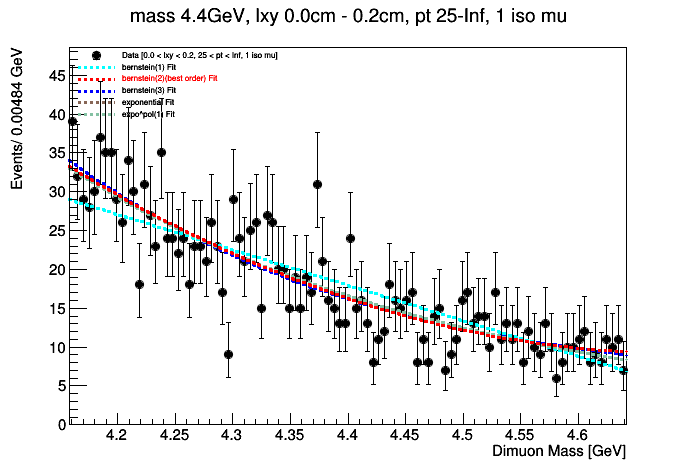 mass 4.4GeV, lxy 0.0cm - 0.2cm, pt 25-Inf, 1 iso mu
Events/ 0.00484 GeV
Data [0.0 < lxy < 0.2, 25 < pt < Inf, 1 iso mu]
bernstein(1) Fit
bernstein(2)(best order) Fit
bernstein(3) Fit
exponential Fit
expo*pol(1) Fit
45
40
35
30
25
20
15
10
5
0
4.2 4.25 4.3 4.35 4.4 4.45 4.5 4.55 4.6
Dimuon Mass [GeV]